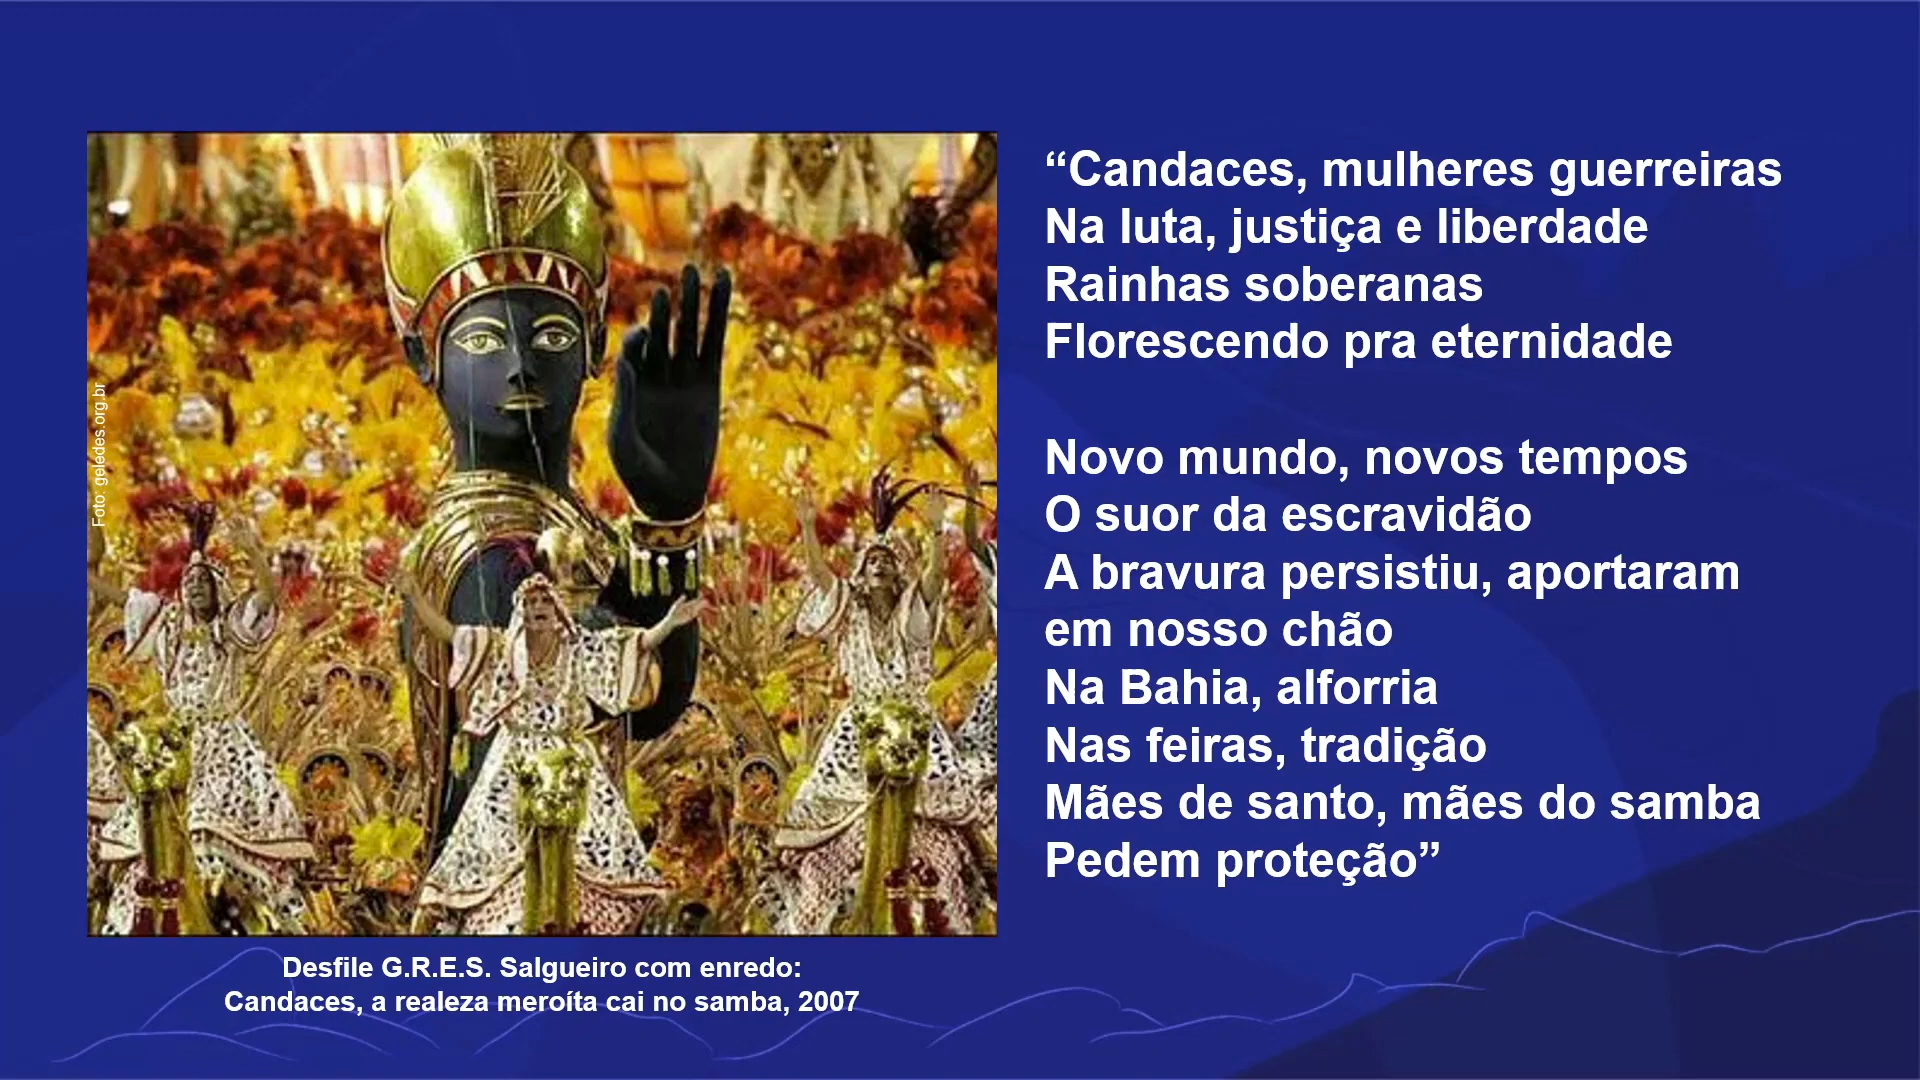 “Candaces, mulheres guerreiras
Na luta, justiça e liberdade
Rainhas soberanas
Florescendo pra eternidade
Novo mundo, novos tempos
O suor da escravidão
A bravura persistiu, aportaram
em nosso chão
Na Bahia, alforria
Nas feiras, tradição
Mães de santo, mães do samba
Pedem proteção”
Foto: geledes.org.br
Desfile G.R.E.S. Salgueiro com enredo:
Candaces, a realeza meroíta cai no samba, 2007